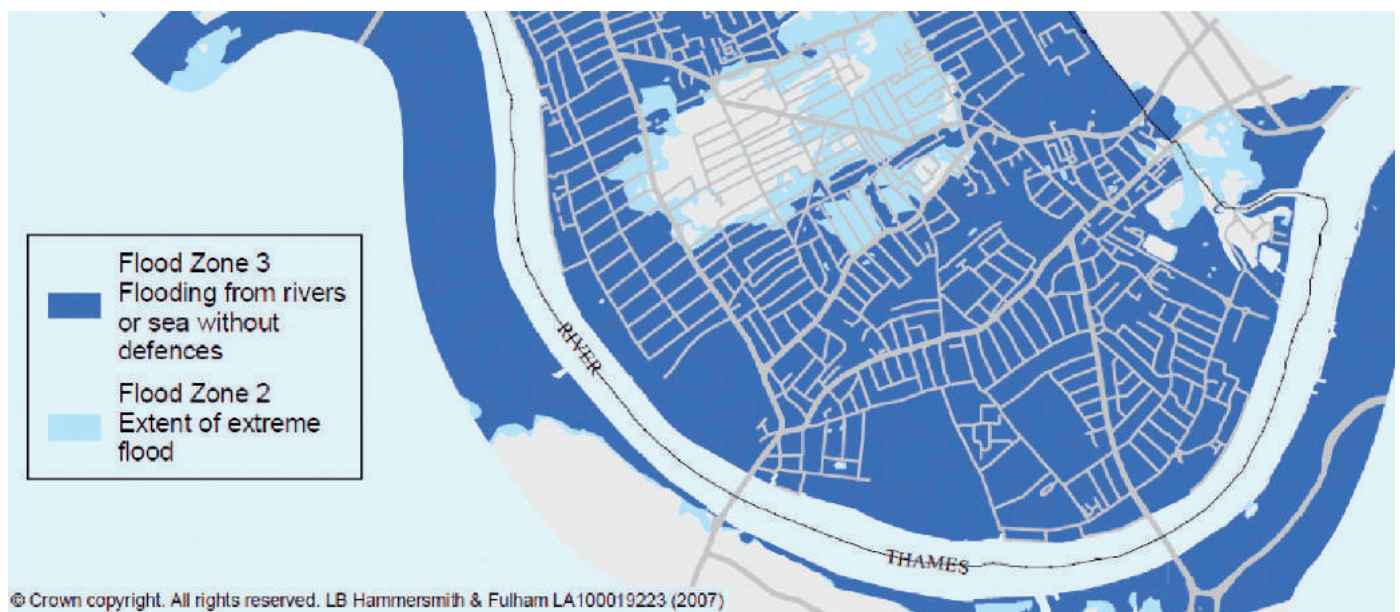 Flood Zone 3
Flooding from rivers
or sea without
defences
Flood Zone 2
Extent of extreme
flood
RIVER
THAMES
© Crown copyright. All rights reserved. LB Hammersmith & Fulham LA100019223 (2007)